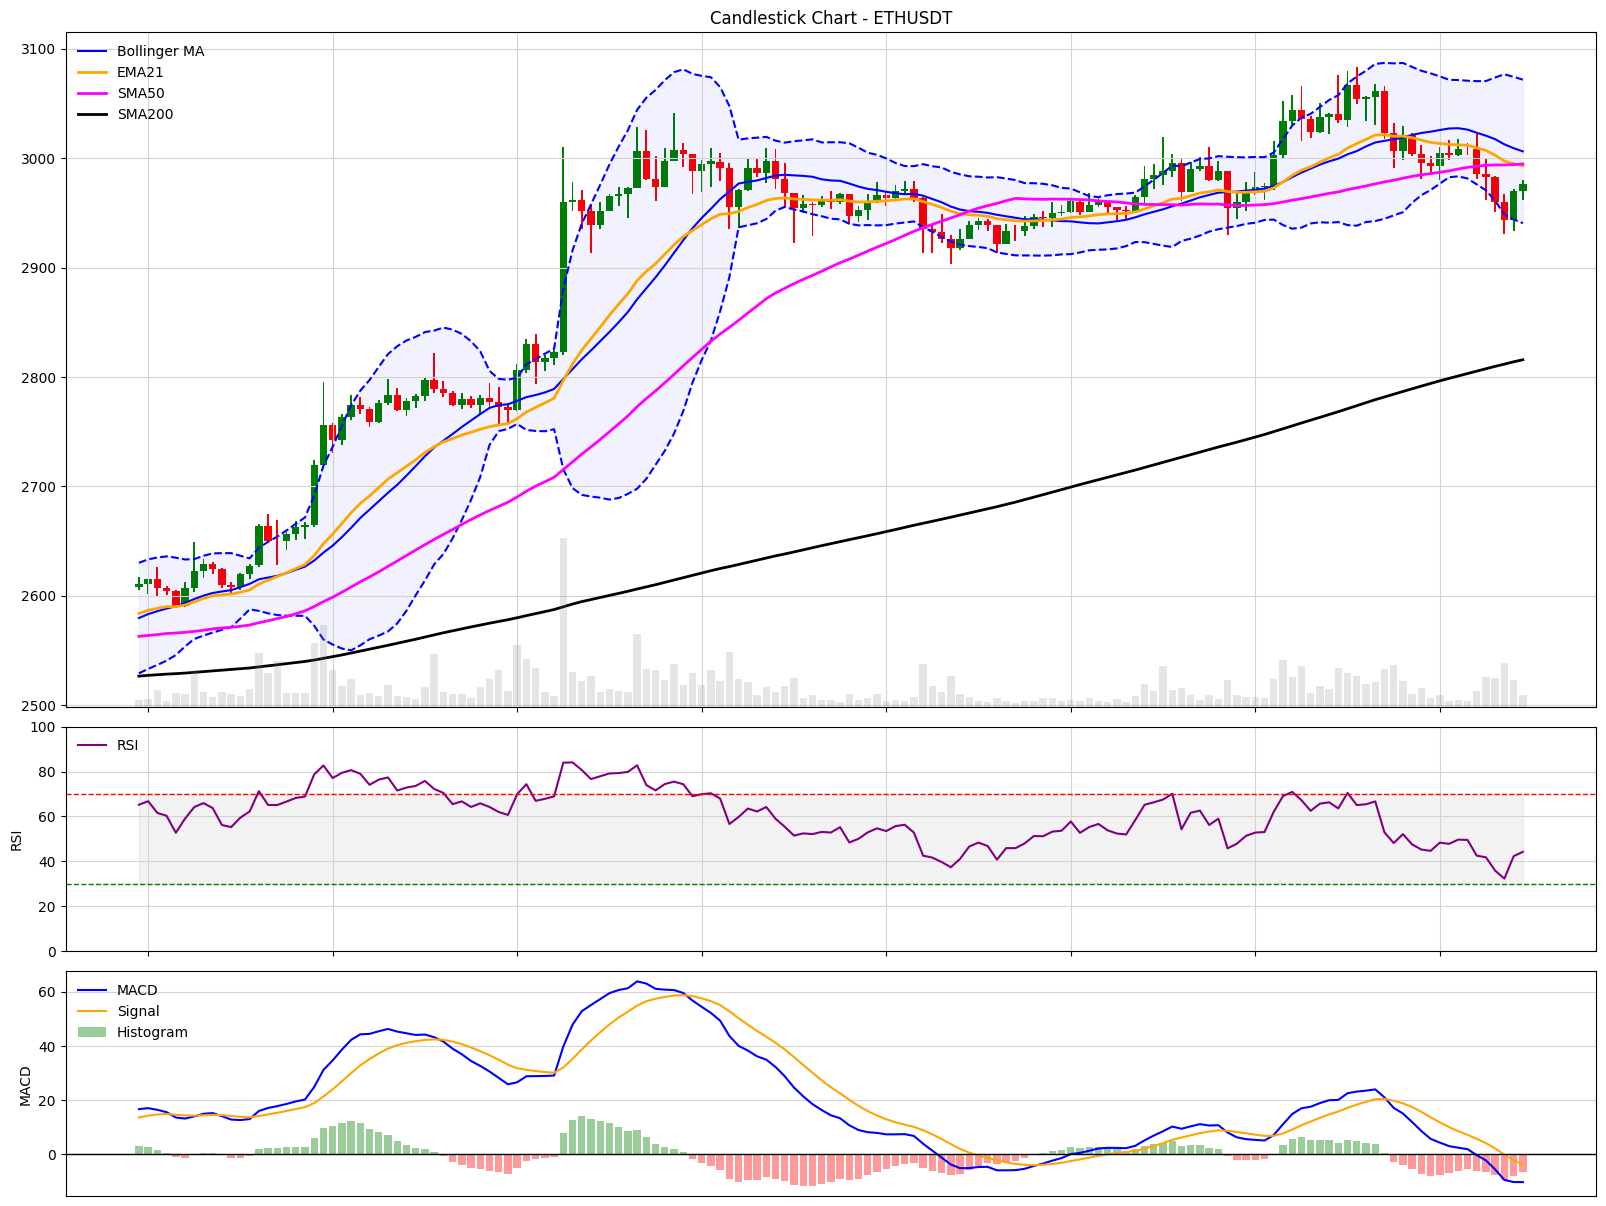 Candlestick Chart - ETHUSDT
Bollinger MA
EMA21
SMA50
SMA200
3100
3000
2900
2800
2700
2600
2500
RSI
100
80
60
40
20
0
RSI
MACD
Signal
Histogram
60
40
20
0
MACD